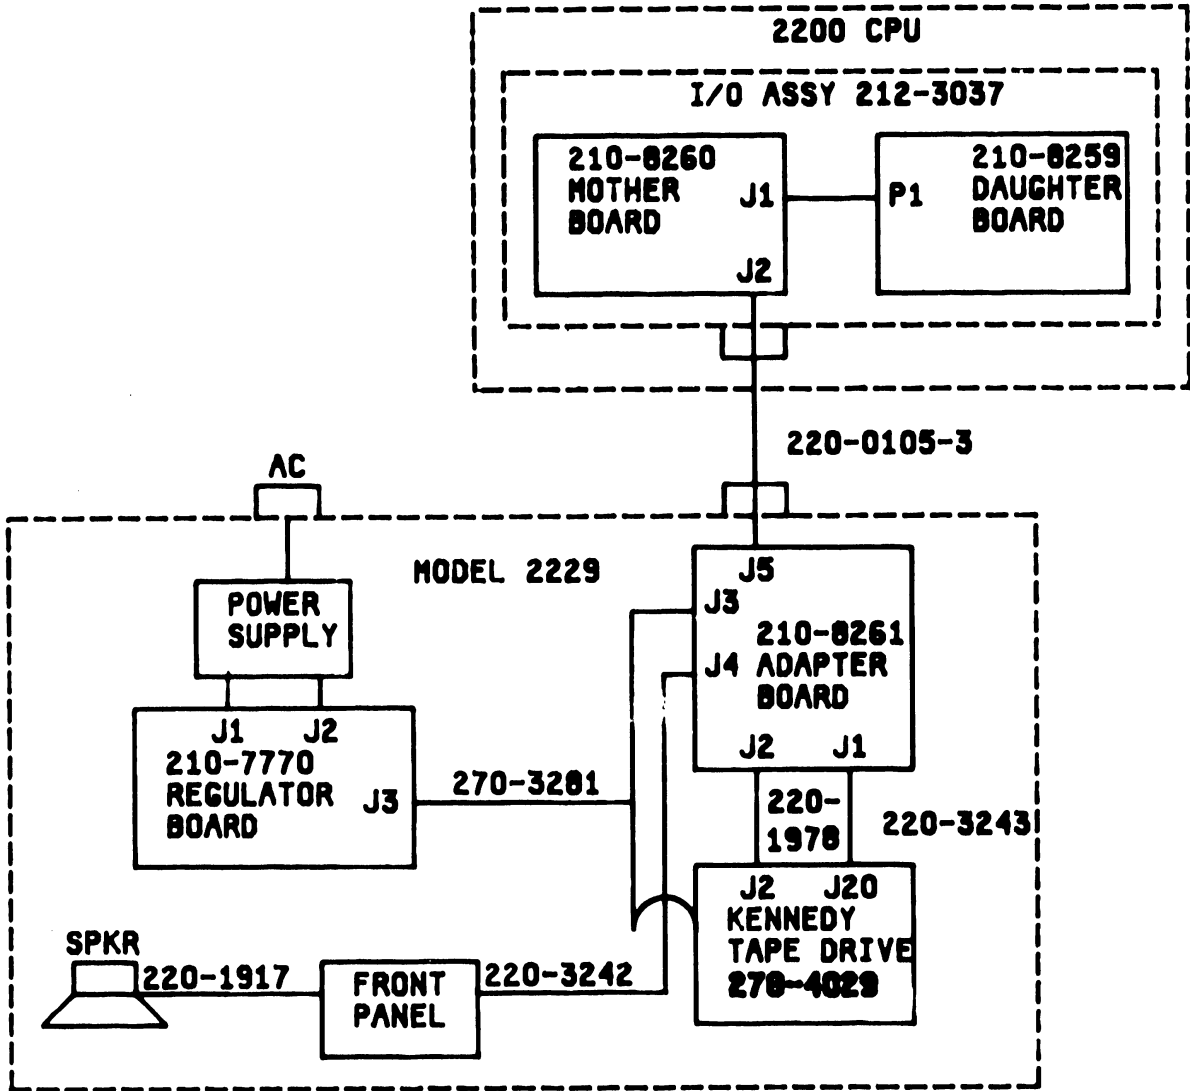 2200 CPU
I/O ASSY 212-3037
210-8260
MOTHER
BOARD
J1
J2
P1
210-8259
DAUGHTER
BOARD
220-0105-3
AC
MODEL 2229
POWER
SUPPLY
J1 J2
210-7770
REGULATOR
BOARD
J3
270-3281
J5
J3
J4
210-8261
ADAPTER
BOARD
J2 J1
220-
1978
220-3243
J2 J20
KENNEDY
TAPE DRIVE
SPKR
220-1917
FRONT
PANEL
220-3242